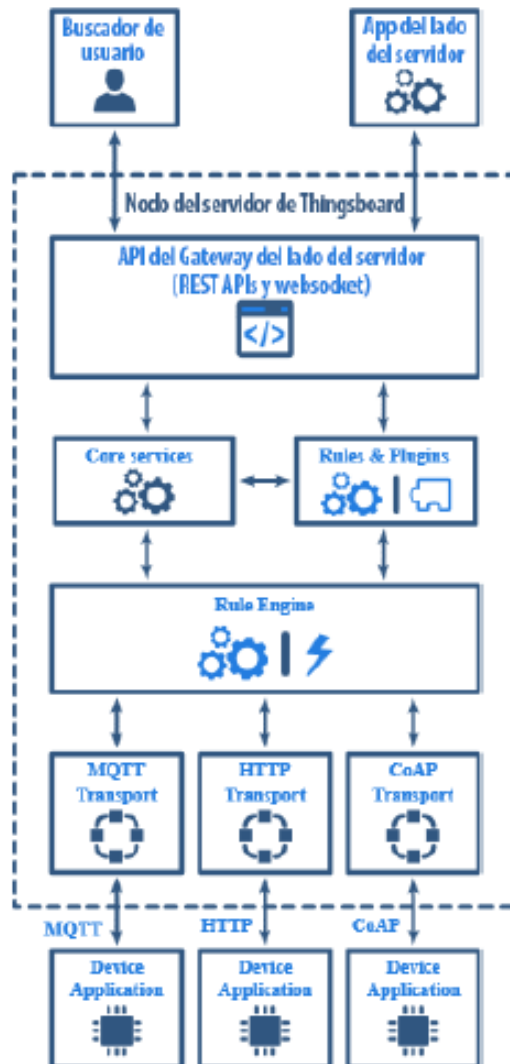 Buscador de
usuario
App del lado
del servidor
Nodo del servidor de Thingsboard
API del Gateway del lado del servidor
(REST APIs y websocket)
</>
Core services
Rules & Plugins
Rule Engine
MQTT
Transport
HTTP
Transport
CoAP
Transport
MQTT
HTTP
CoAP
Device
Application
Device
Application
Device
Application